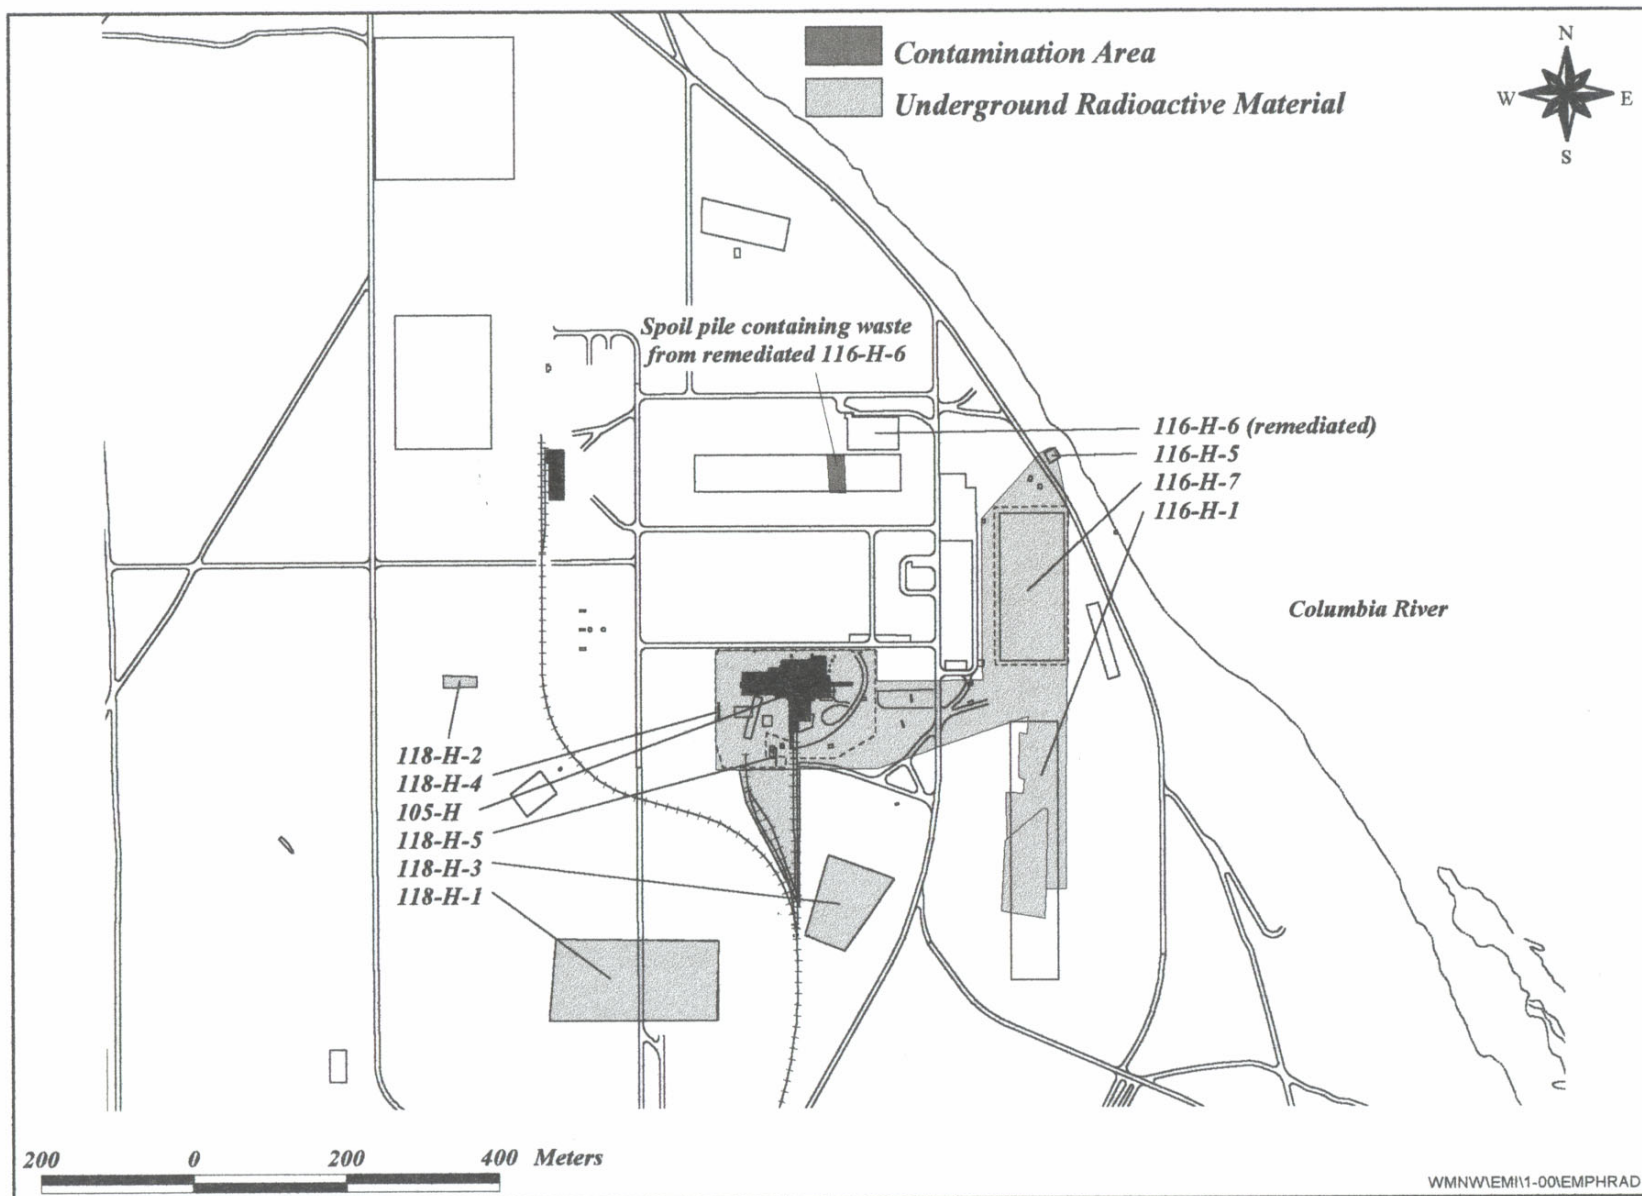 Contamination Area
Underground Radioactive Material
N
W E
S
Spoil pile containing waste
from remediated 116-H-6
116-H-6 (remediated)
116-H-5
116-H-7
116-H-1
Columbia River
118-H-2
118-H-4
105-H
118-H-5
118-H-3
118-H-1
200 0 200 400 Meters
WMNW\EMI\1-00\EMPHRAD